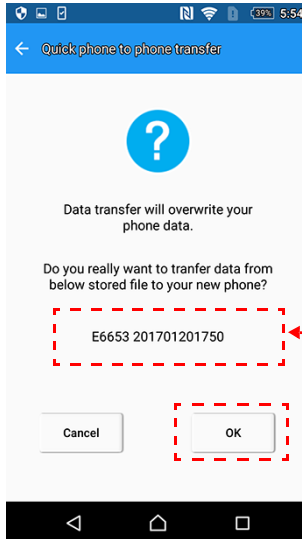 39% 5:54
Quick phone to phone transfer
?
Data transfer will overwrite your
phone data.
Do you really want to tranfer data from
below stored file to your new phone?
E6653 201701201750
Cancel OK